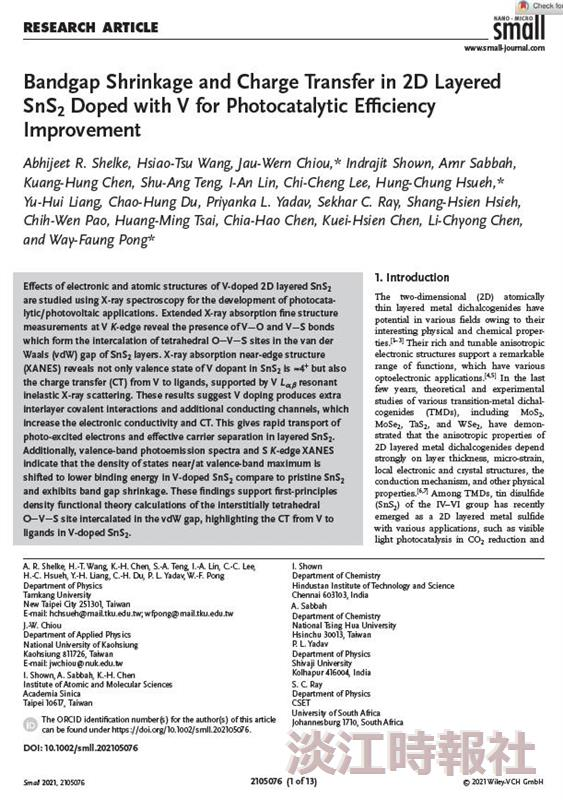 Check for
RESEARCH ARTICLE
NANO · MICRO
small
www.small-journal.com
Bandgap Shrinkage and Charge Transfer in 2D Layered
SnS2 Doped with V for Photocatalytic Efficiency
Improvement
Abhijeet R. Shelke, Hsiao-Tsu Wang, Jau-Wern Chiou,* Indrajit Shown, Amr Sabbah,
Kuang-Hung Chen, Shu-Ang Teng, I-An Lin, Chi-Cheng Lee, Hung-Chung Hsueh,*
Yu-Hui Liang, Chao-Hung Du, Priyanka L. Yadav, Sekhar C. Ray, Shang-Hsien Hsieh,
Chih-Wen Pao, Huang-Ming Tsai, Chia-Hao Chen, Kuei-Hsien Chen, Li-Chyong Chen,
and Way-Faung Pong*
Effects of electronic and atomic structures of V-doped 2D layered SnS2
are studied using X-ray spectroscopy for the development of photocata-
lytic/photovoltaic applications. Extended X-ray absorption fine structure
measurements at V K-edge reveal the presence of V—O and V—S bonds
which form the intercalation of tetrahedral O—V—S sites in the van der
Waals (vdW) gap of SnS2 layers. X-ray absorption near-edge structure
(XANES) reveals not only valence state of V dopant in SnS2 is ≈4+ but also
the charge transfer (CT) from V to ligands, supported by V Lα,β resonant
inelastic X-ray scattering. These results suggest V doping produces extra
interlayer covalent interactions and additional conducting channels, which
increase the electronic conductivity and CT. This gives rapid transport of
photo-excited electrons and effective carrier separation in layered SnS2.
Additionally, valence-band photoemission spectra and S K-edge XANES
indicate that the density of states near/at valence-band maximum is
shifted to lower binding energy in V-doped SnS2 compare to pristine SnS2
and exhibits band gap shrinkage. These findings support first-principles
density functional theory calculations of the interstitially tetrahedral
O—V—S site intercalated in the vdW gap, highlighting the CT from V to
ligands in V-doped SnS2.
1. Introduction
The two-dimensional (2D) atomically
thin layered metal dichalcogenides have
potential in various fields owing to their
interesting physical and chemical proper-
ties.[1–3] Their rich and tunable anisotropic
electronic structures support a remarkable
range of functions, which have various
optoelectronic applications.[4,5] In the last
few years, theoretical and experimental
studies of various transition-metal dichal-
cogenides (TMDs), including MoS2,
MoSe2, TaS2, and WSe2, have demon-
strated that the anisotropic properties of
2D layered metal dichalcogenides depend
strongly on layer thickness, micro-strain,
local electronic and crystal structures, the
conduction mechanism, and other physical
properties.[6,7] Among TMDs, tin disulfide
(SnS2) of the IV–VI group has recently
emerged as a 2D layered metal sulfide
with various applications, such as visible
light photocatalysis in CO2 reduction and
A. R. Shelke, H.-T. Wang, K.-H. Chen, S.-A. Teng, I.-A. Lin, C.-C. Lee,
H.-C. Hsueh, Y.-H. Liang, C.-H. Du, P. L. Yadav, W.-F. Pong
Department of Physics
Tamkang University
New Taipei City 251301, Taiwan
E-mail: hchsueh@mail.tku.edu.tw; wfpong@mail.tku.edu.tw
J.-W. Chiou
Department of Applied Physics
National University of Kaohsiung
Kaohsiung 811726, Taiwan
E-mail: jwchiou@nuk.edu.tw
I. Shown, A. Sabbah, K.-H. Chen
Institute of Atomic and Molecular Sciences
Academia Sinica
Taipei 10617, Taiwan
I. Shown
Department of Chemistry
Hindustan Institute of Technology and Science
Chennai 603103, India
A. Sabbah
Department of Chemistry
National Tsing Hua University
Hsinchu 30013, Taiwan
P. L. Yadav
Department of Physics
Shivaji University
Kolhapur 416004, India
S. C. Ray
Department of Physics
CSET
University of South Africa
Johannesburg 1710, South Africa
iD The ORCID identification number(s) for the author(s) of this article
can be found under https://doi.org/10.1002/smll.202105076.
DOI: 10.1002/smll.202105076
淡江時報社
Small 2021, 2105076
2105076 (1 of 13)
© 2021 Wiley-VCH GmbH